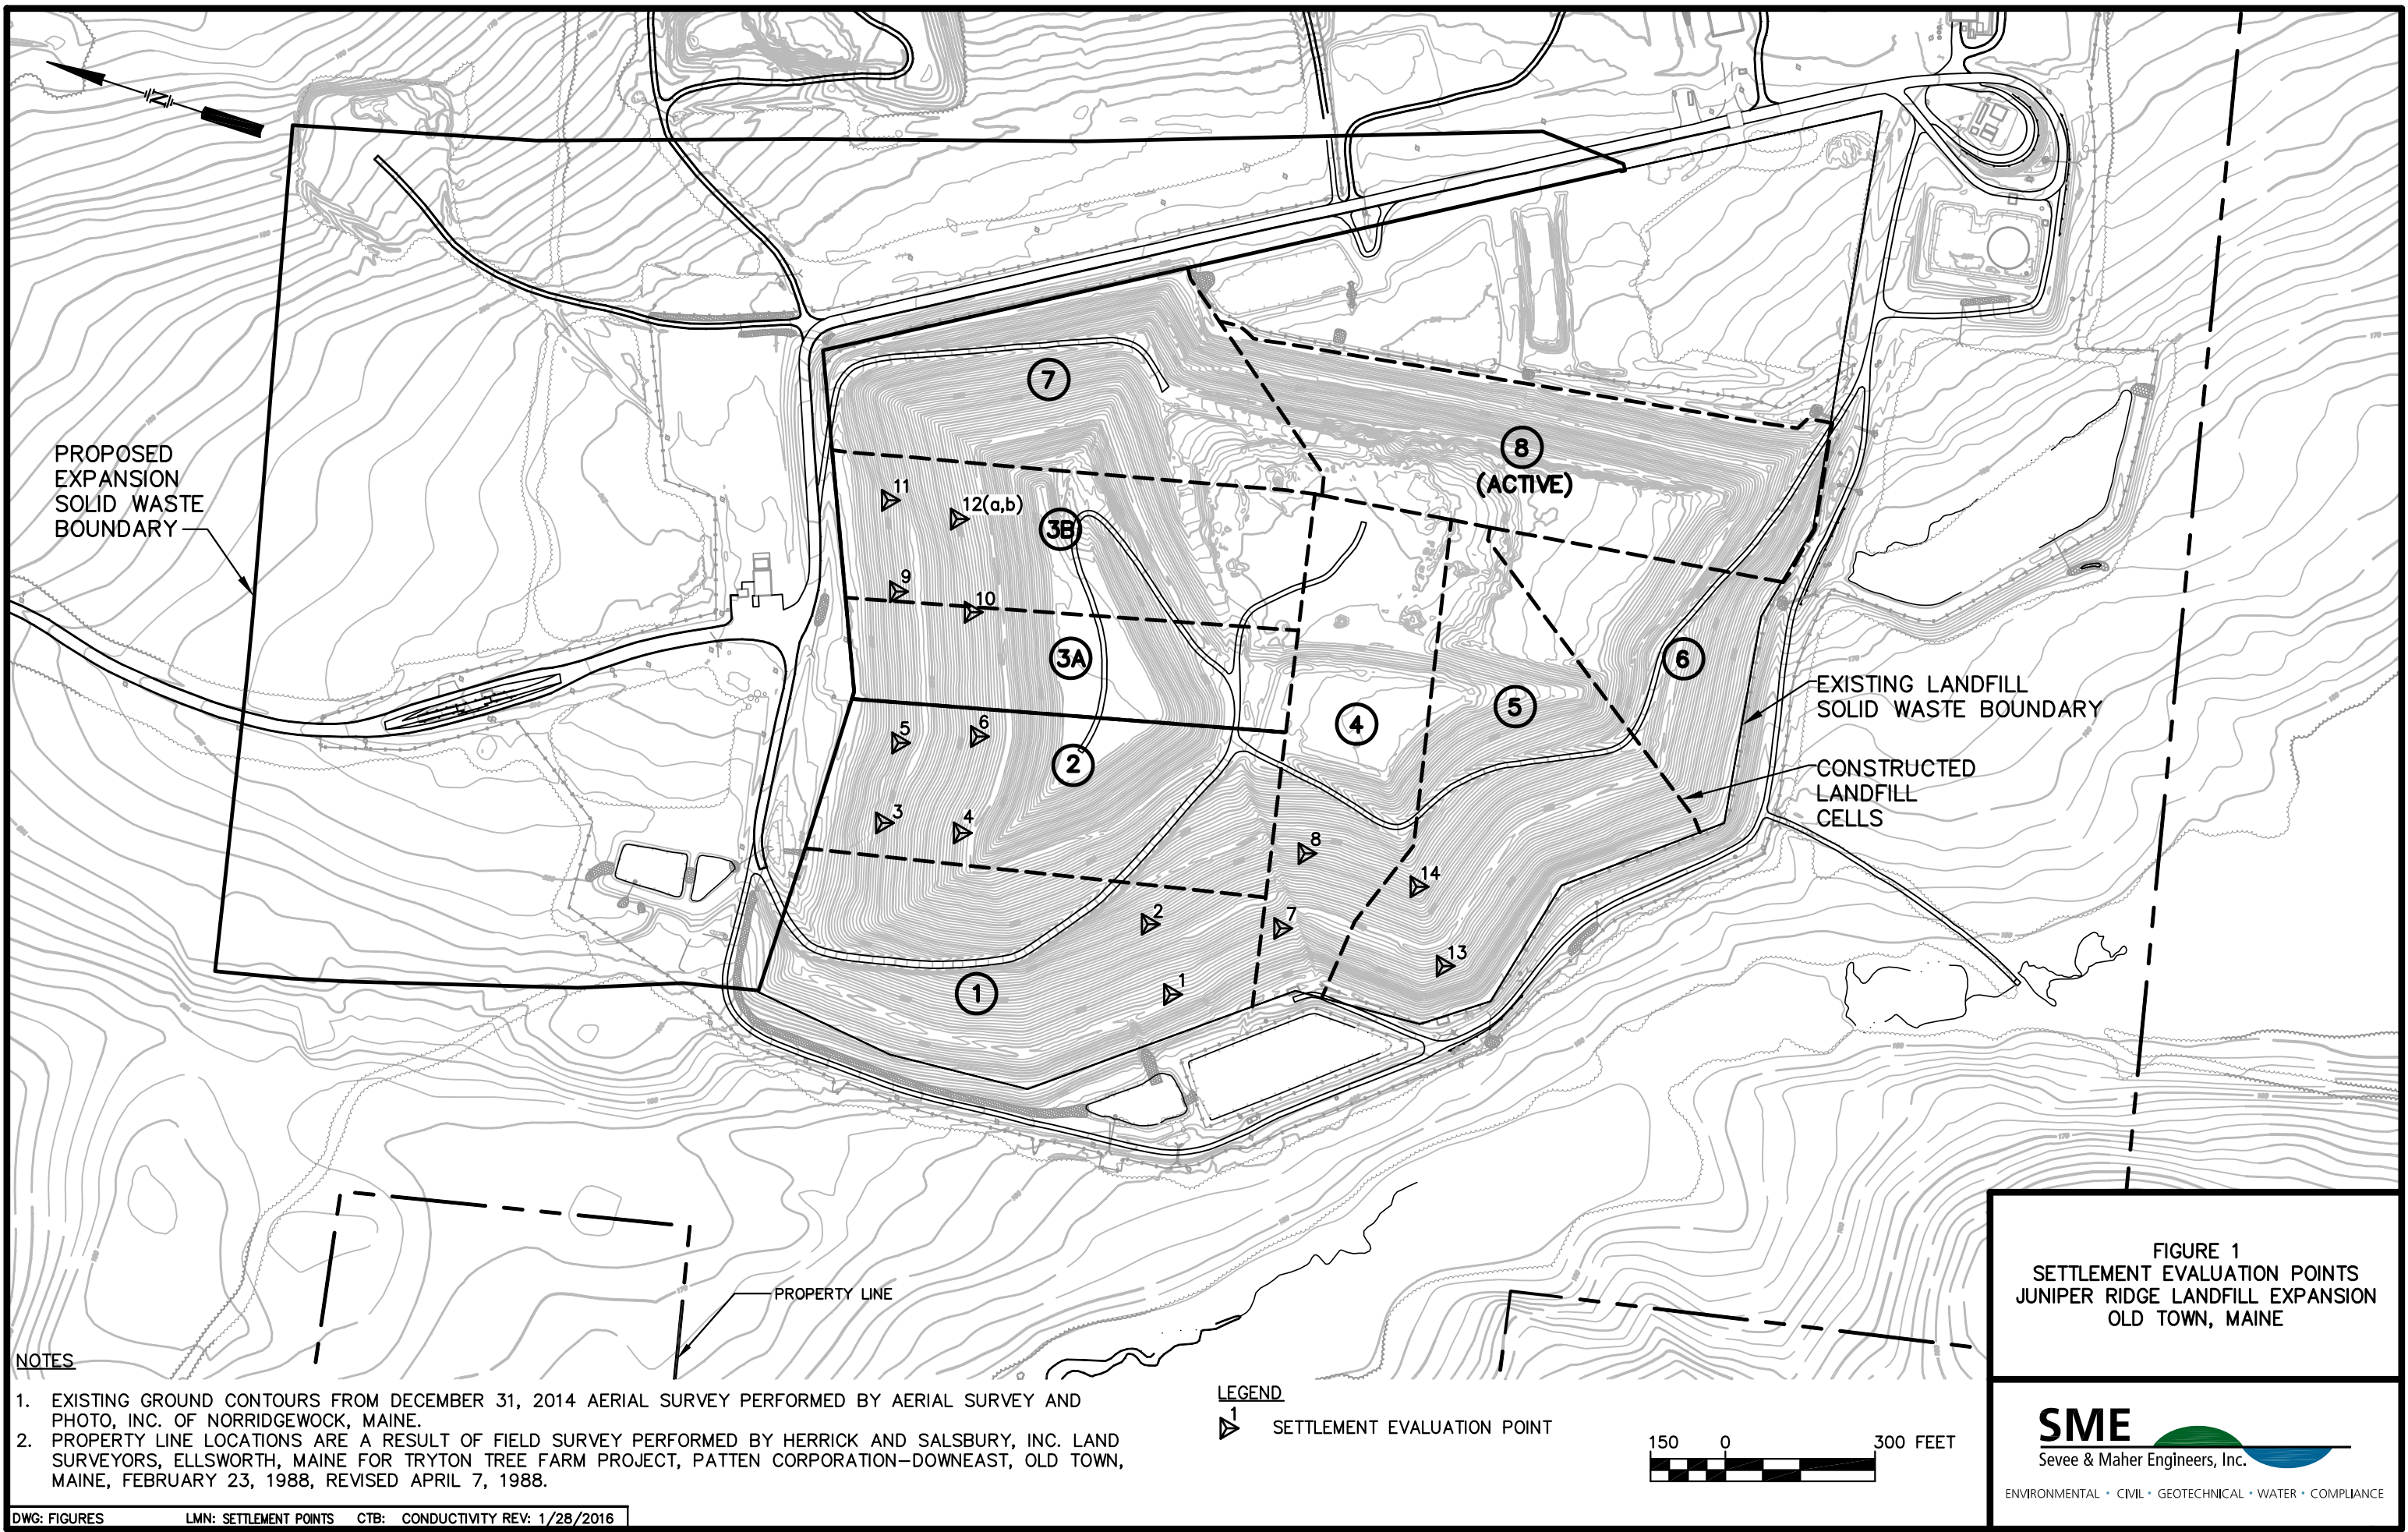 N
PROPOSED
EXPANSION
SOLID WASTE
BOUNDARY
7
8
(ACTIVE)
11
12(a,b)
3B
9
10
3A
6
5
6
2
4
5
EXISTING LANDFILL
SOLID WASTE BOUNDARY
CONSTRUCTED
LANDFILL
CELLS
3
4
8
14
2
7
13
1
1
PROPERTY LINE
FIGURE 1
SETTLEMENT EVALUATION POINTS
JUNIPER RIDGE LANDFILL EXPANSION
OLD TOWN, MAINE
NOTES
1. EXISTING GROUND CONTOURS FROM DECEMBER 31, 2014 AERIAL SURVEY PERFORMED BY AERIAL SURVEY AND
PHOTO, INC. OF NORRIDGEWOCK, MAINE.
2. PROPERTY LINE LOCATIONS ARE A RESULT OF FIELD SURVEY PERFORMED BY HERRICK AND SALSBURY, INC. LAND
SURVEYORS, ELLSWORTH, MAINE FOR TRYTON TREE FARM PROJECT, PATTEN CORPORATION–DOWNEAST, OLD TOWN,
MAINE, FEBRUARY 23, 1988, REVISED APRIL 7, 1988.
LEGEND
1 SETTLEMENT EVALUATION POINT
150 0 300 FEET
SME
Sevee & Maher Engineers, Inc.
ENVIRONMENTAL • CIVIL • GEOTECHNICAL • WATER • COMPLIANCE
DWG: FIGURES LMN: SETTLEMENT POINTS CTB: CONDUCTIVITY REV: 1/28/2016